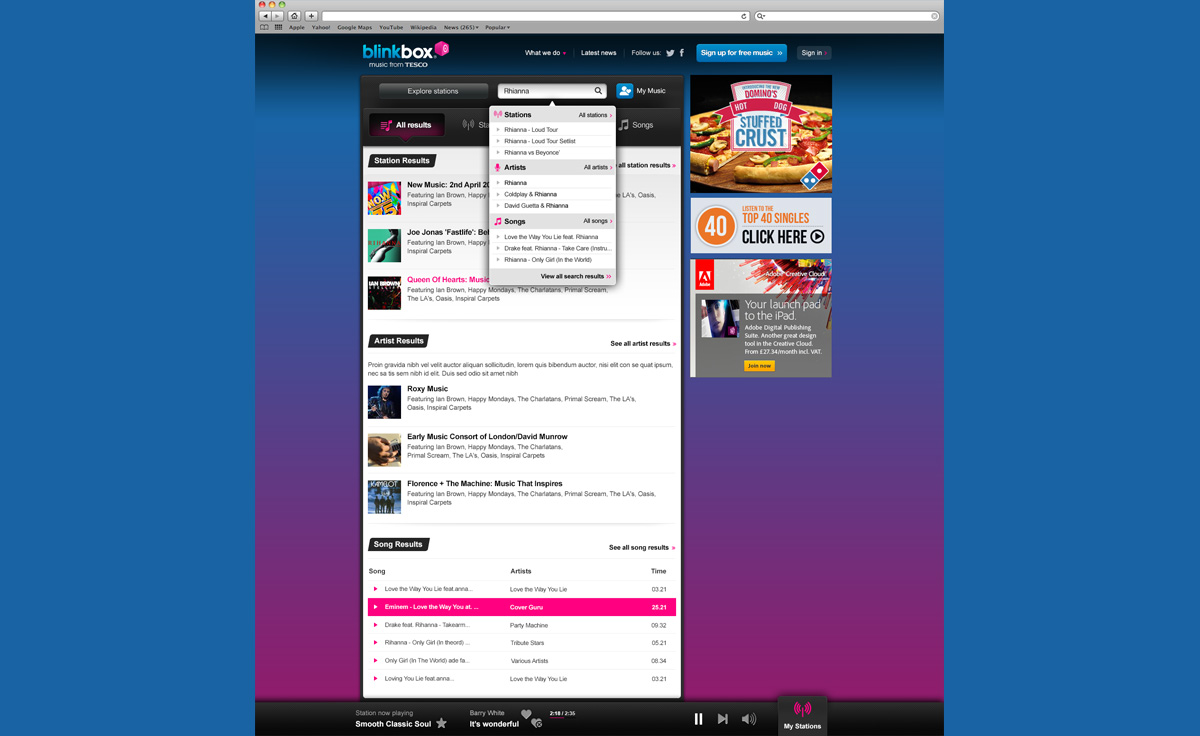 Apple Yahoo! Google Maps YouTube Wikipedia News (265) Popular
blinkbox
music from TESCO
What we do
Latest news
Follow us:
Sign up for free music »
Sign in
Explore stations
Rhianna
My Music
All results
Sta
Songs
Stations All stations
Rhianna - Loud Tour
Rhianna - Loud Tour Setlist
Rhianna vs Beyonce'
Artists All artists
Rhianna
Coldplay & Rhianna
David Guetta & Rhianna
Songs All songs
Love the Way You Lie feat. Rhianna
Drake feat. Rhianna - Take Care (Instru...
Rhianna - Only Girl (In the World)
View all search results »
Station Results
all station results »
New Music: 2nd April 20
Featuring Ian Brown, Happy Mondays,
The LA's, Oasis,
Inspiral Carpets
Joe Jonas 'Fastlife': Bel
Featuring Ian Brown, Happy
Inspiral Carpets
Queen Of Hearts: Music
Featuring Ian Brown, Happy Mondays, The Charlatans, Primal Scream,
The LA's, Oasis, Inspiral Carpets
Artist Results
See all artist results »
Proin gravida nibh vel velit auctor aliquan sollicitudin, lorem quis bibendum auctor, nisi elit con se quat ipsum,
nec sa tis sem nibh id elit. Duis sed odio sit amet nibh
Roxy Music
Featuring Ian Brown, Happy Mondays, The Charlatans, Primal Scream, The LA's,
Oasis, Inspiral Carpets
Early Music Consort of London/David Munrow
Featuring Ian Brown, Happy Mondays, The Charlatans,
Primal Scream, The LA's, Oasis, Inspiral Carpets
KAMELOT
Florence + The Machine: Music That Inspires
Featuring Ian Brown, Happy Mondays, The Charlatans, Primal Scream, The LA's, Oasis,
Inspiral Carpets
Song Results
See all song results »
Song Artists Time
Love the Way You Lie feat anna... Love the Way You Lie 03.21
Eminem - Love the Way You at. ... Cover Guru 25.21
Drake feat. Rihanna - Takearm... Party Machine 09.32
Rihanna - Only Girl (In theord) ... Tribute Stars 05.21
Only Girl (In The World) ade fa... Various Artists 08.34
Loving You Lie feat.anna... Love the Way You Lie 03.21
INTRODUCING THE NEW
DOMINO'S
HOT DOG
STUFFED
CRUST
40
LISTEN TO THE
TOP 40 SINGLES
CLICK HERE
Adobe
Adobe Creative Cloud
Your launch pad
to the iPad.
Adobe Digital Publishing
Suite. Another great design
tool in the Creative Cloud.
From £27.34/month incl. VAT.
Join now
Station now playing
Smooth Classic Soul
Barry White
It's wonderful
2:18 / 2:35
My Stations